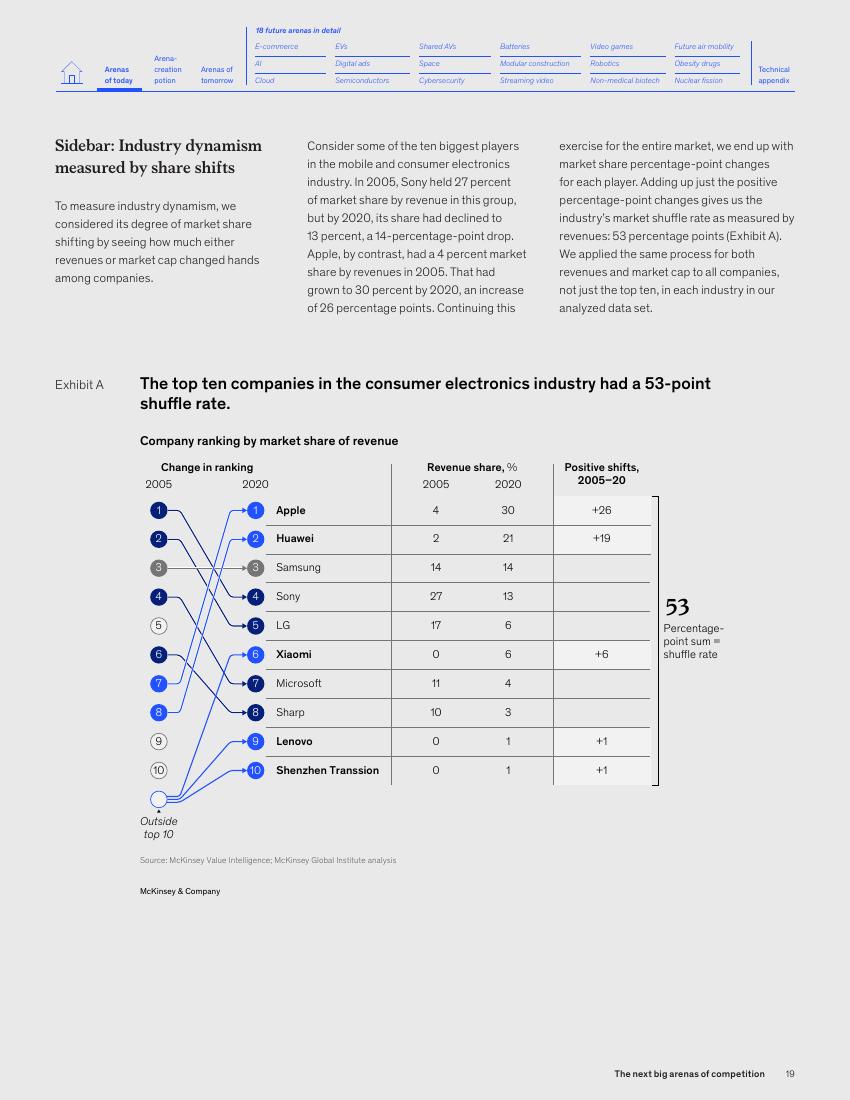 18 future arenas in detail
Arenas of today
Arena-creation potion
Arenas of tomorrow
E-commerce EVs Shared AVs Batteries Video games Future air mobility
AI Digital ads Space Modular construction Robotics Obesity drugs
Cloud Semiconductors Cybersecurity Streaming video Non-medical biotech Nuclear fission
Technical appendix
Sidebar: Industry dynamism
measured by share shifts
To measure industry dynamism, we
considered its degree of market share
shifting by seeing how much either
revenues or market cap changed hands
among companies.
Consider some of the ten biggest players
in the mobile and consumer electronics
industry. In 2005, Sony held 27 percent
of market share by revenue in this group,
but by 2020, its share had declined to
13 percent, a 14-percentage-point drop.
Apple, by contrast, had a 4 percent market
share by revenues in 2005. That had
grown to 30 percent by 2020, an increase
of 26 percentage points. Continuing this
exercise for the entire market, we end up with
market share percentage-point changes
for each player. Adding up just the positive
percentage-point changes gives us the
industry's market shuffle rate as measured by
revenues: 53 percentage points (Exhibit A).
We applied the same process for both
revenues and market cap to all companies,
not just the top ten, in each industry in our
analyzed data set.
Exhibit A
The top ten companies in the consumer electronics industry had a 53-point
shuffle rate.
Company ranking by market share of revenue
Change in ranking Revenue share, % Positive shifts,
2005 2020 2005 2020 2005–20
1 1 Apple 4 30 +26
2 2 Huawei 2 21 +19
3 3 Samsung 14 14
4 4 Sony 27 13
5 5 LG 17 6
6 6 Xiaomi 0 6 +6
7 7 Microsoft 11 4
8 8 Sharp 10 3
9 9 Lenovo 0 1 +1
10 10 Shenzhen Transsion 0 1 +1
53
Percentage-
point sum =
shuffle rate
Outside
top 10
Source: McKinsey Value Intelligence; McKinsey Global Institute analysis
McKinsey & Company
The next big arenas of competition 19